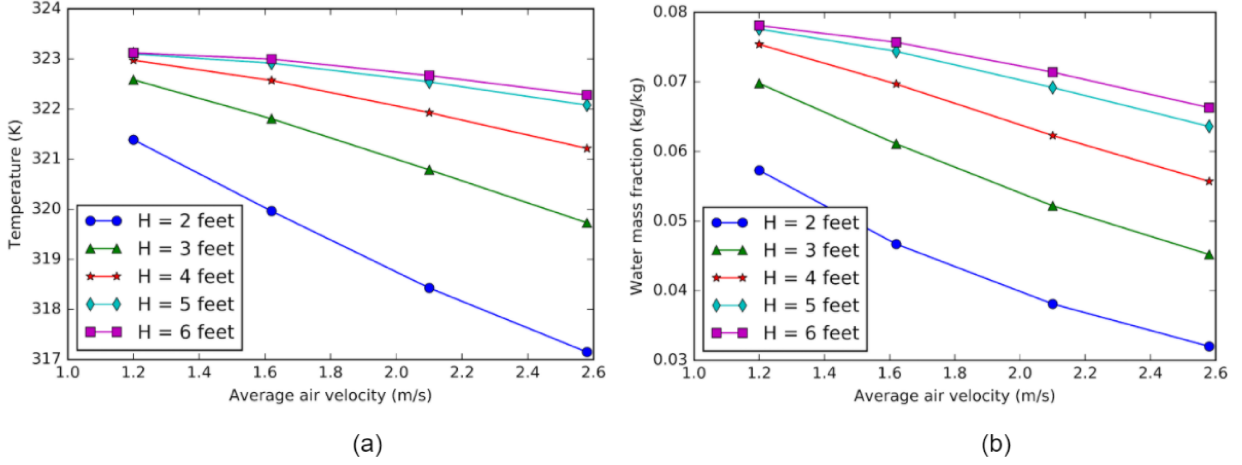 324
323
322
321
320
319
318
317
Temperature (K)
H = 2 feet
H = 3 feet
H = 4 feet
H = 5 feet
H = 6 feet
1.0 1.2 1.4 1.6 1.8 2.0 2.2 2.4 2.6
Average air velocity (m/s)
(a)
0.08
0.07
0.06
0.05
0.04
0.03
Water mass fraction (kg/kg)
H = 2 feet
H = 3 feet
H = 4 feet
H = 5 feet
H = 6 feet
1.0 1.2 1.4 1.6 1.8 2.0 2.2 2.4 2.6
Average air velocity (m/s)
(b)